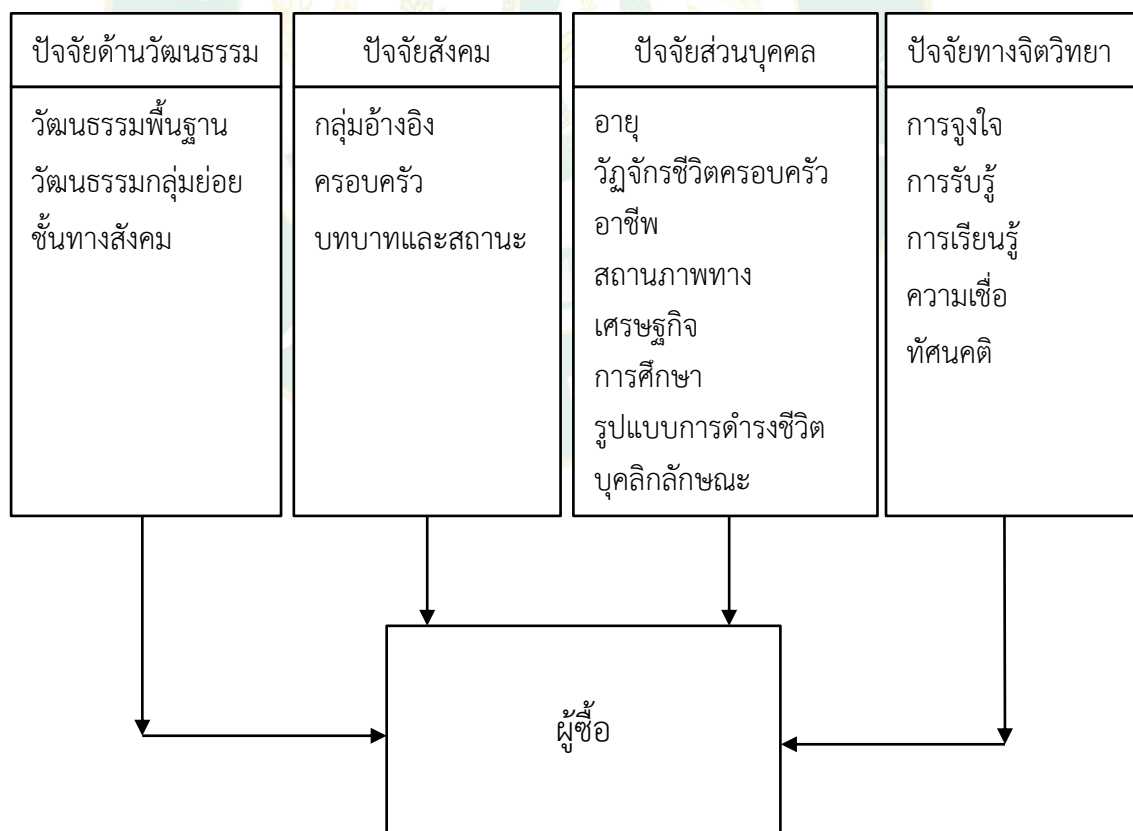 ปัจจัยด้านวัฒนธรรม
วัฒนธรรมพื้นฐาน
วัฒนธรรมกลุ่มย่อย
ชั้นทางสังคม
ปัจจัยสังคม
กลุ่มอ้างอิง
ครอบครัว
บทบาทและสถานะ
ปัจจัยส่วนบุคคล
อายุ
วัฏจักรชีวิตครอบครัว
อาชีพ
สถานภาพทาง
เศรษฐกิจ
การศึกษา
รูปแบบการดำรงชีวิต
บุคลิกลักษณะ
ปัจจัยทางจิตวิทยา
การจูงใจ
การรับรู้
การเรียนรู้
ความเชื่อ
ทัศนคติ
ผู้ซื้อ